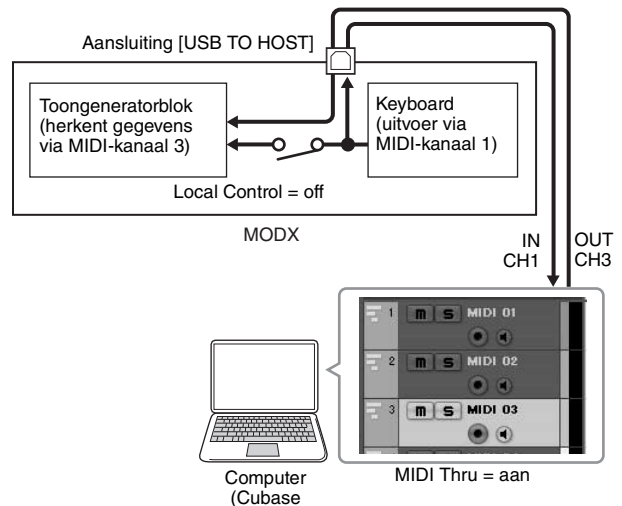 Aansluiting [USB TO HOST]
Toongeneratorblok
(herkent gegevens
via MIDI-kanaal 3)
Keyboard
(uitvoer via
MIDI-kanaal 1)
Local Control = off
MODX
IN
CH1
OUT
CH3
1 m S MIDI 01
2 m S MIDI 02
3 m S MIDI 03
Computer
(Cubase
MIDI Thru = aan